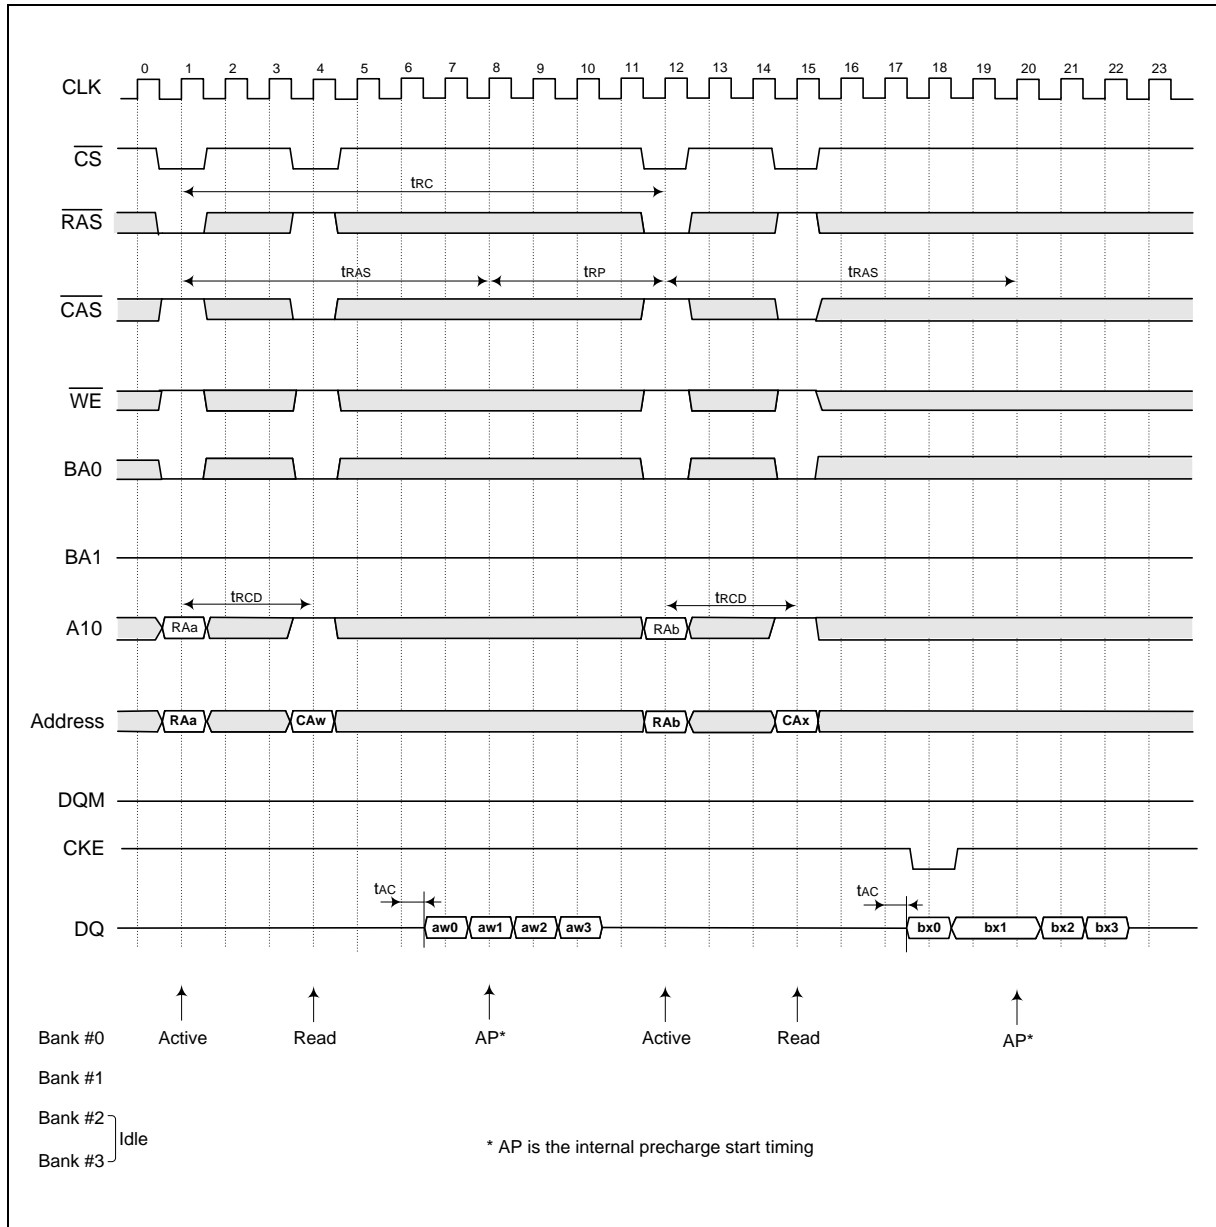 0 1 2 3 4 5 6 7 8 9 10 11 12 13 14 15 16 17 18 19 20 21 22 23
CLK
CS
tRC
RAS
tRAS tRP tRAS
CAS
WE
BA0
BA1
tRCD tRCD
A10 RAa RAb
Address RAa CAw RAb CAx
DQM
CKE
tAC tAC
DQ aw0 aw1 aw2 aw3 bx0 bx1 bx2 bx3
Bank #0 Active Read AP* Active Read AP*
Bank #1
Bank #2
Idle
Bank #3
* AP is the internal precharge start timing